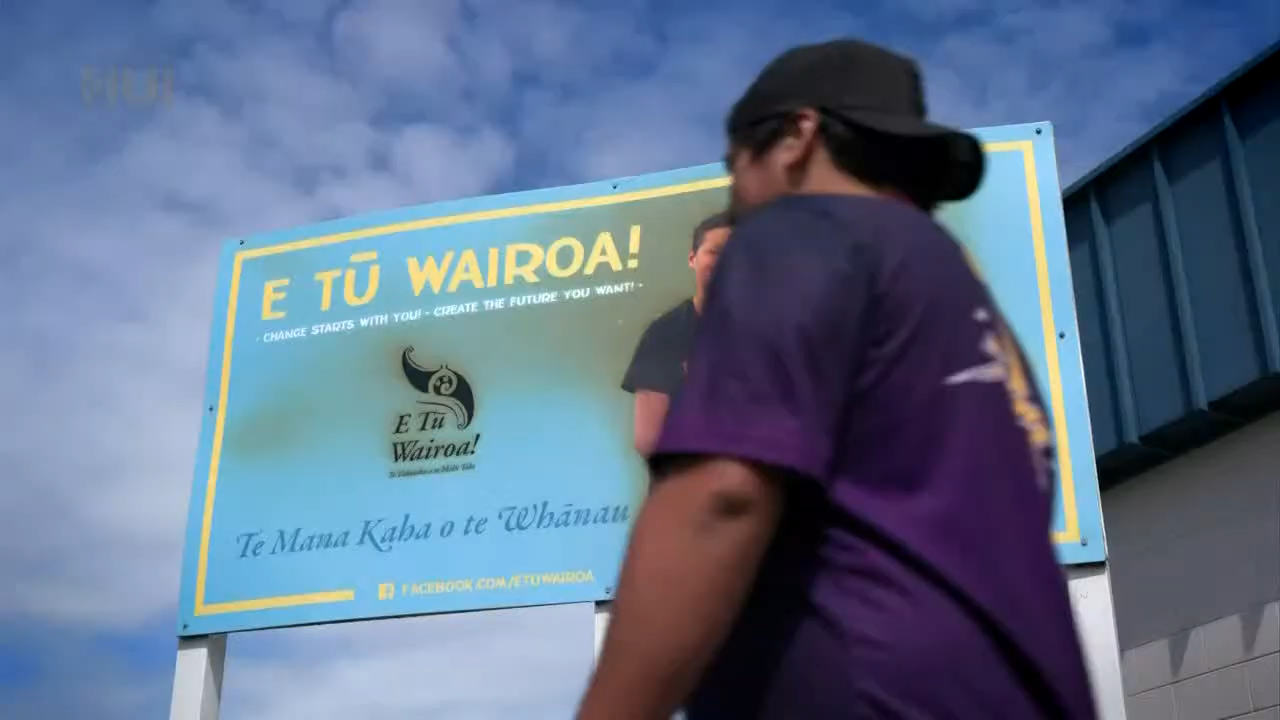 E TŪ WAIROA!
· CHANGE STARTS WITH YOU! · CREATE THE FUTURE YOU WANT! ·
E Tū
Wairoa!
Te Mana Kaha o te Whānau
FACEBOOK.COM/ETUWAIROA